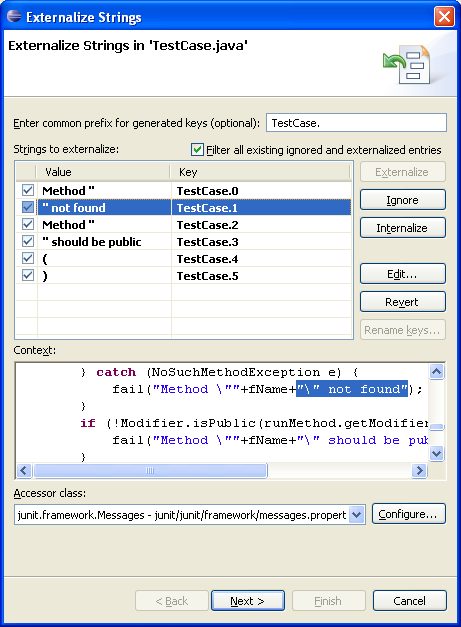 Externalize Strings
Externalize Strings in 'TestCase.java'
Enter common prefix for generated keys (optional): TestCase.
Strings to externalize: Filter all existing ignored and externalized entries
Value Key
Method " TestCase.0
" not found TestCase.1
Method " TestCase.2
" should be public TestCase.3
( TestCase.4
) TestCase.5
Externalize
Ignore
Internalize
Edit...
Revert
Rename keys...
Context:
} catch (NoSuchMethodException e) {
fail("Method \""+fName+"\" not found");
}
if (!Modifier.isPublic(runMethod.getModifier
fail("Method \""+fName+"\" should be pub
}
Accessor class:
junit.framework.Messages - junit/junit/framework/messages.propert Configure...
< Back Next > Finish Cancel